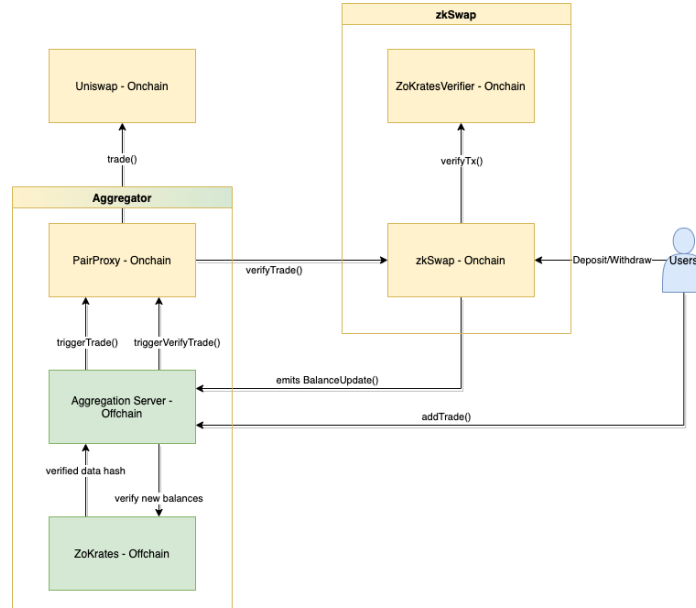 zkSwap
Uniswap - Onchain
ZoKratesVerifier - Onchain
trade()
verifyTx()
Aggregator
PairProxy - Onchain
verifyTrade()
zkSwap - Onchain
Deposit/Withdraw
Users
triggerTrade()
triggerVerifyTrade()
emits BalanceUpdate()
Aggregation Server -
Offchain
addTrade()
verified data hash
verify new balances
ZoKrates - Offchain